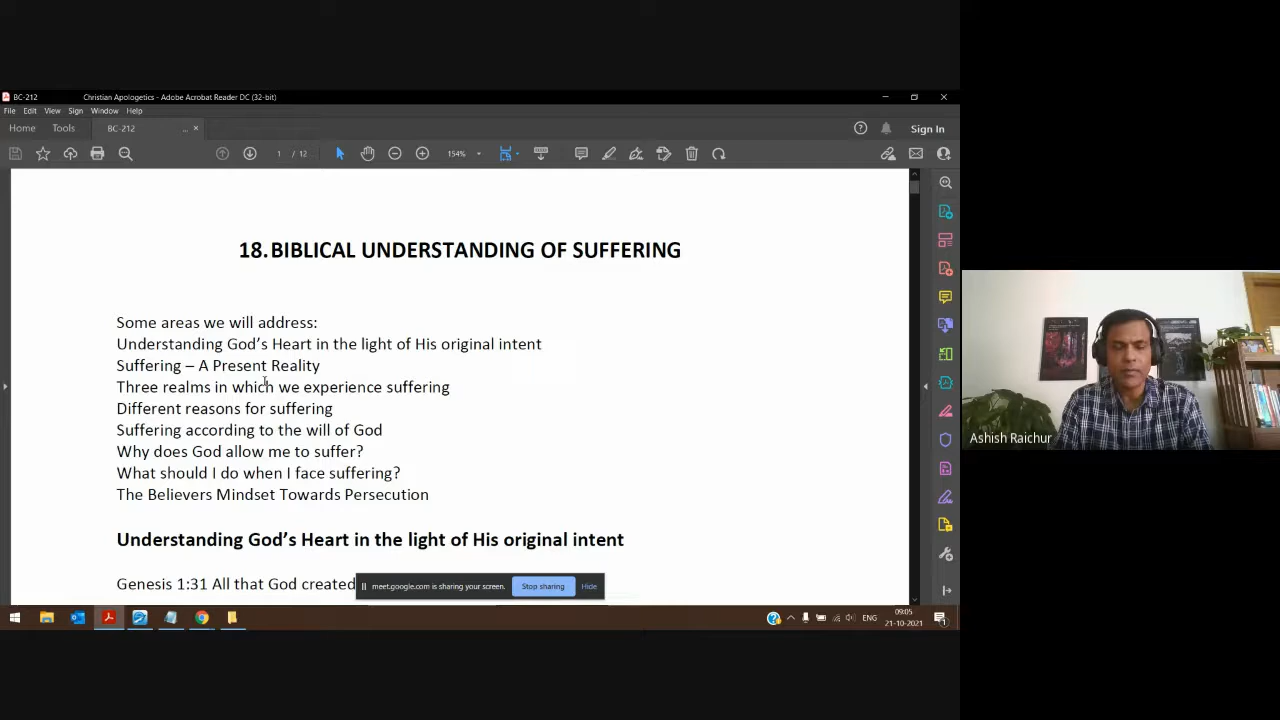 BC-212 Christian Apologetics - Adobe Acrobat Reader DC (32-bit)
File Edit View Sign Window Help
Home Tools BC-212 ... × Sign In
1 / 12 154%
18. BIBLICAL UNDERSTANDING OF SUFFERING
Some areas we will address:
Understanding God's Heart in the light of His original intent
Suffering – A Present Reality
Three realms in which we experience suffering
Different reasons for suffering
Suffering according to the will of God
Why does God allow me to suffer?
What should I do when I face suffering?
The Believers Mindset Towards Persecution
Understanding God's Heart in the light of His original intent
Genesis 1:31 All that God created
meet.google.com is sharing your screen. Stop sharing Hide
ENG 09:05
21-10-2021
Ashish Raichur